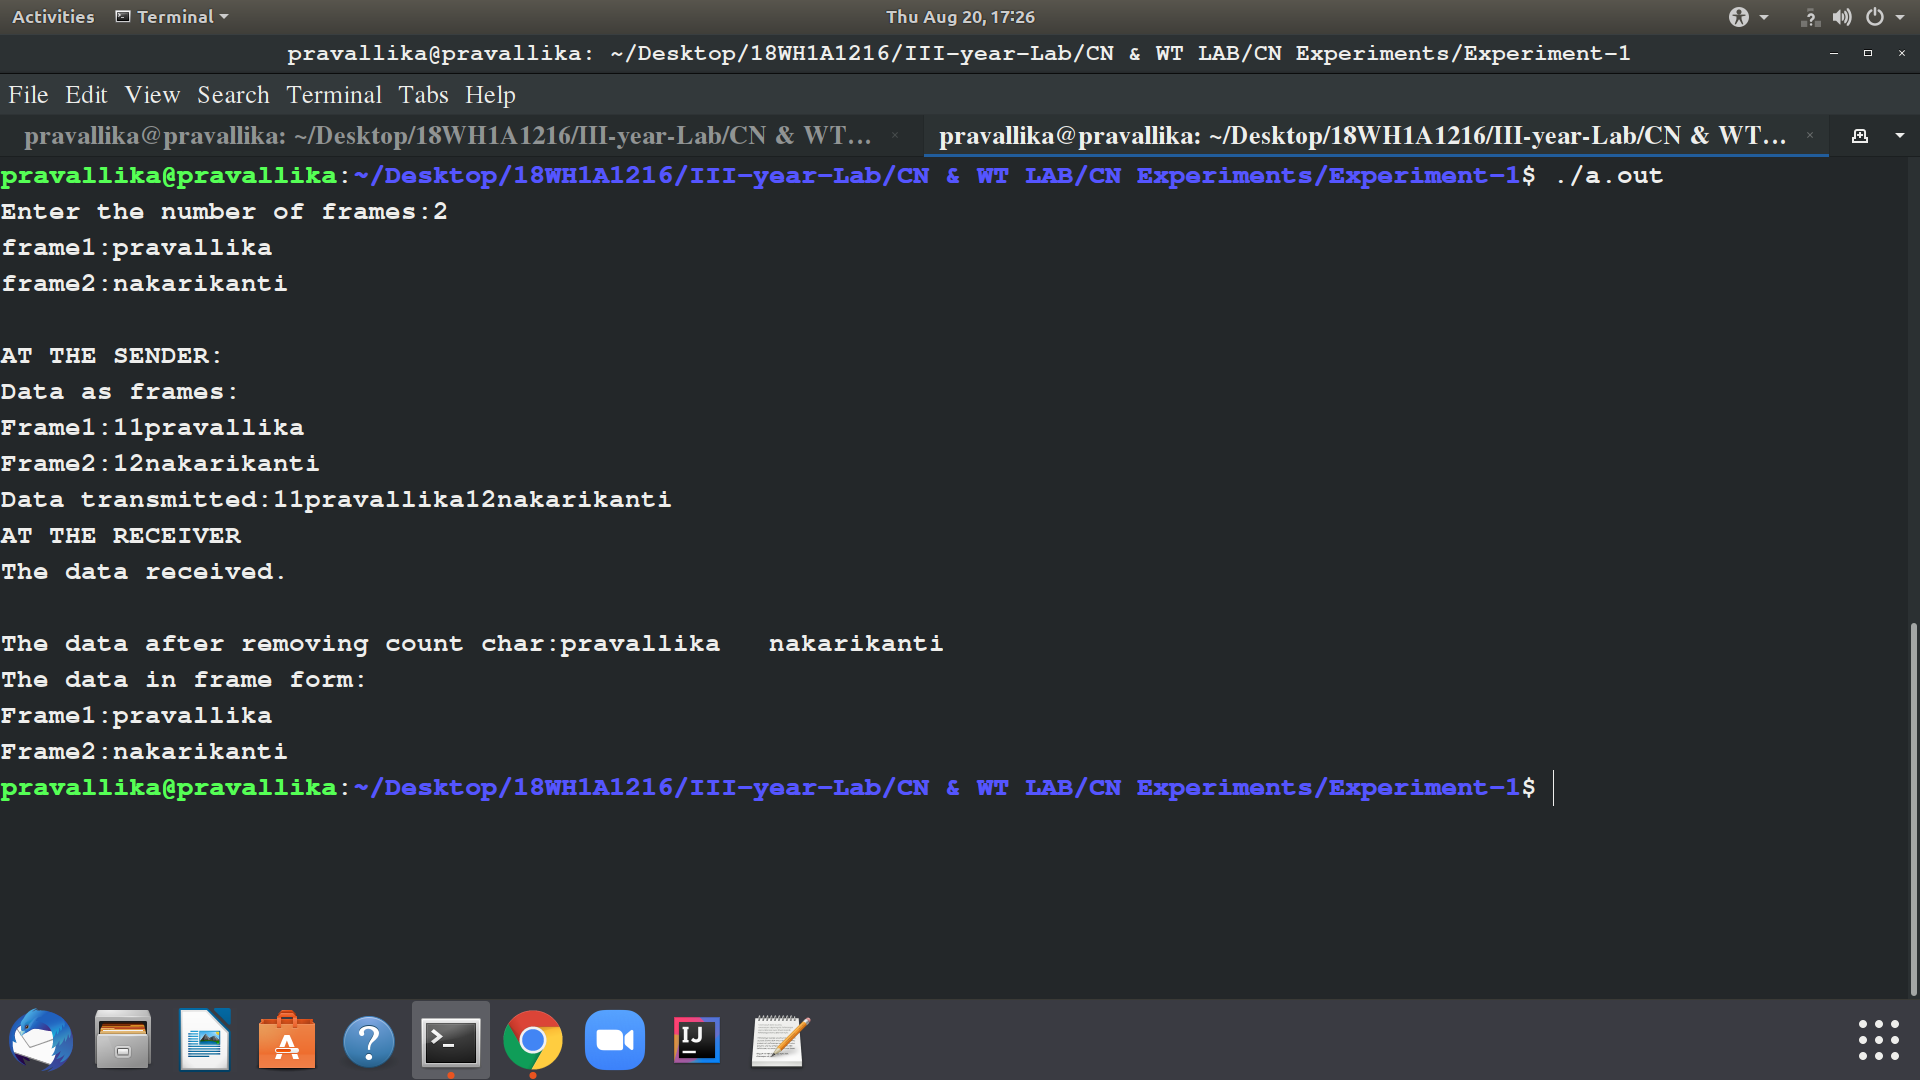 Activities Terminal Thu Aug 20, 17:26
pravallika@pravallika: ~/Desktop/18WH1A1216/III-year-Lab/CN & WT LAB/CN Experiments/Experiment-1
File Edit View Search Terminal Tabs Help
pravallika@pravallika: ~/Desktop/18WH1A1216/III-year-Lab/CN & WT... pravallika@pravallika: ~/Desktop/18WH1A1216/III-year-Lab/CN & WT...
pravallika@pravallika:~/Desktop/18WH1A1216/III-year-Lab/CN & WT LAB/CN Experiments/Experiment-1$ ./a.out
Enter the number of frames:2
frame1:pravallika
frame2:nakarikanti
AT THE SENDER:
Data as frames:
Frame1:11pravallika
Frame2:12nakarikanti
Data transmitted:11pravallika12nakarikanti
AT THE RECEIVER
The data received.
The data after removing count char:pravallika   nakarikanti
The data in frame form:
Frame1:pravallika
Frame2:nakarikanti
pravallika@pravallika:~/Desktop/18WH1A1216/III-year-Lab/CN & WT LAB/CN Experiments/Experiment-1$
IJ